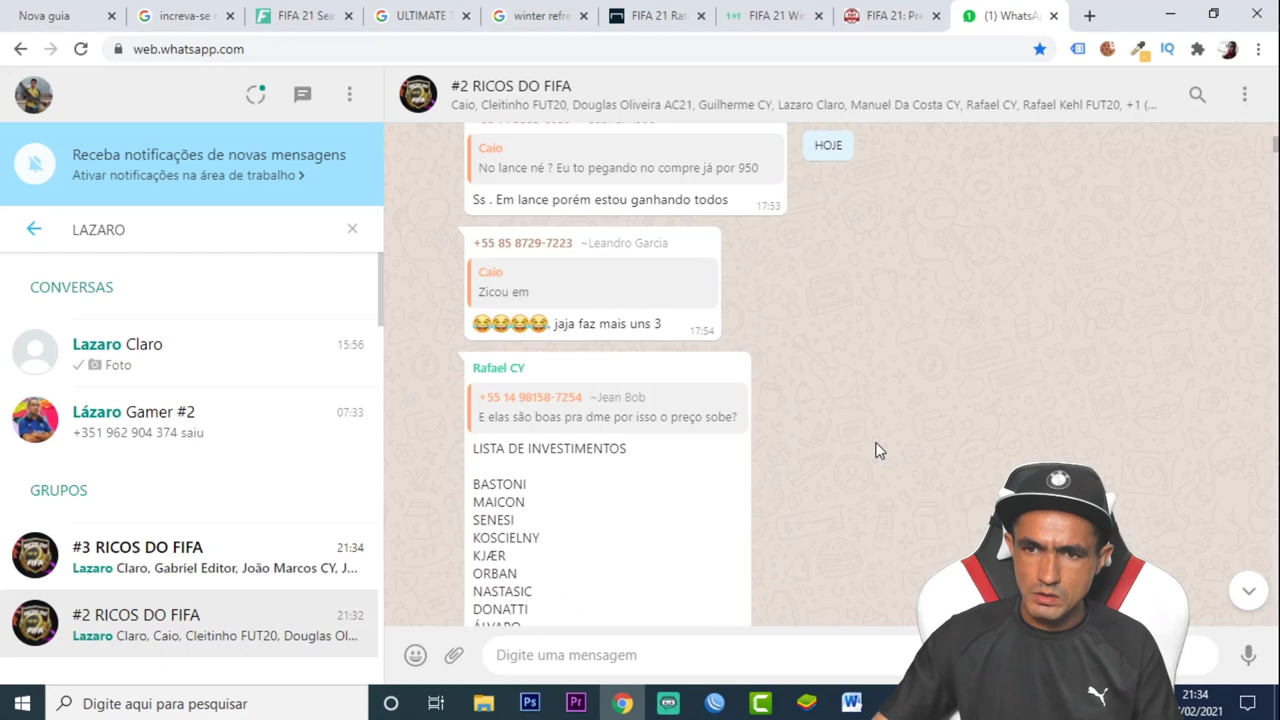 Nova guia
increva-se r
FIFA 21 Sea
ULTIMATE T
winter refre
FIFA 21 Rat
FIFA 21 Wir
FIFA 21: Pre
(1) WhatsA
web.whatsapp.com
IQ
Receba notificações de novas mensagens
Ativar notificações na área de trabalho >
LAZARO
CONVERSAS
Lazaro Claro 15:56
Foto
Lázaro Gamer #2 07:33
+351 962 904 374 saiu
GRUPOS
#3 RICOS DO FIFA 21:34
Lazaro Claro, Gabriel Editor, João Marcos CY, J...
#2 RICOS DO FIFA 21:32
Lazaro Claro, Caio, Cleitinho FUT20, Douglas Ol...
#2 RICOS DO FIFA
Caio, Cleitinho FUT20, Douglas Oliveira AC21, Guilherme CY, Lazaro Claro, Manuel Da Costa CY, Rafael CY, Rafael Kehl FUT20, +1 (...
HOJE
Caio
No lance né ? Eu to pegando no compre já por 950
Ss . Em lance porém estou ganhando todos
17:53
+55 85 8729-7223 ~Leandro Garcia
Caio
Zicou em
😂😂😂😂, jaja faz mais uns 3
17:54
Rafael CY
+55 14 98158-7254 ~Jean Bob
E elas são boas pra dme por isso o preço sobe?
LISTA DE INVESTIMENTOS
BASTONI
MAICON
SENESI
KOSCIELNY
KJÆR
ORBAN
NASTASIC
DONATTI
ÁLVARO
Digite uma mensagem
Digite aqui para pesquisar
Ps
Pr
21:34
/02/2021